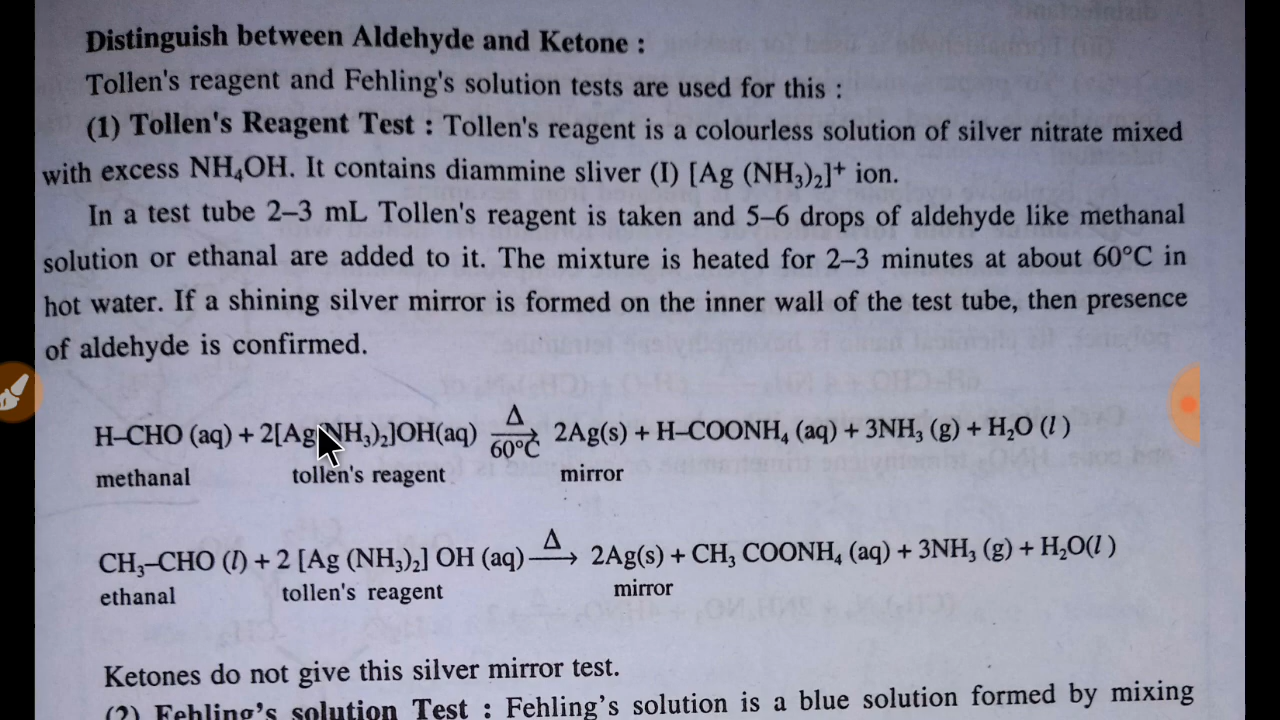 Distinguish between Aldehyde and Ketone :
Tollen's reagent and Fehling's solution tests are used for this :
(1) Tollen's Reagent Test : Tollen's reagent is a colourless solution of silver nitrate mixed
with excess NH₄OH. It contains diammine sliver (I) [Ag (NH₃)₂]⁺ ion.
In a test tube 2–3 mL Tollen's reagent is taken and 5–6 drops of aldehyde like methanal
solution or ethanal are added to it. The mixture is heated for 2–3 minutes at about 60°C in
hot water. If a shining silver mirror is formed on the inner wall of the test tube, then presence
of aldehyde is confirmed.
Δ
H–CHO (aq) + 2[Ag(NH₃)₂]OH(aq) → 2Ag(s) + H–COONH₄ (aq) + 3NH₃ (g) + H₂O (l)
60°C
methanal tollen's reagent mirror
Δ
CH₃–CHO (l) + 2 [Ag (NH₃)₂] OH (aq) → 2Ag(s) + CH₃ COONH₄ (aq) + 3NH₃ (g) + H₂O(l)
ethanal tollen's reagent mirror
Ketones do not give this silver mirror test.
(2) Fehling's solution Test : Fehling's solution is a blue solution formed by mixing